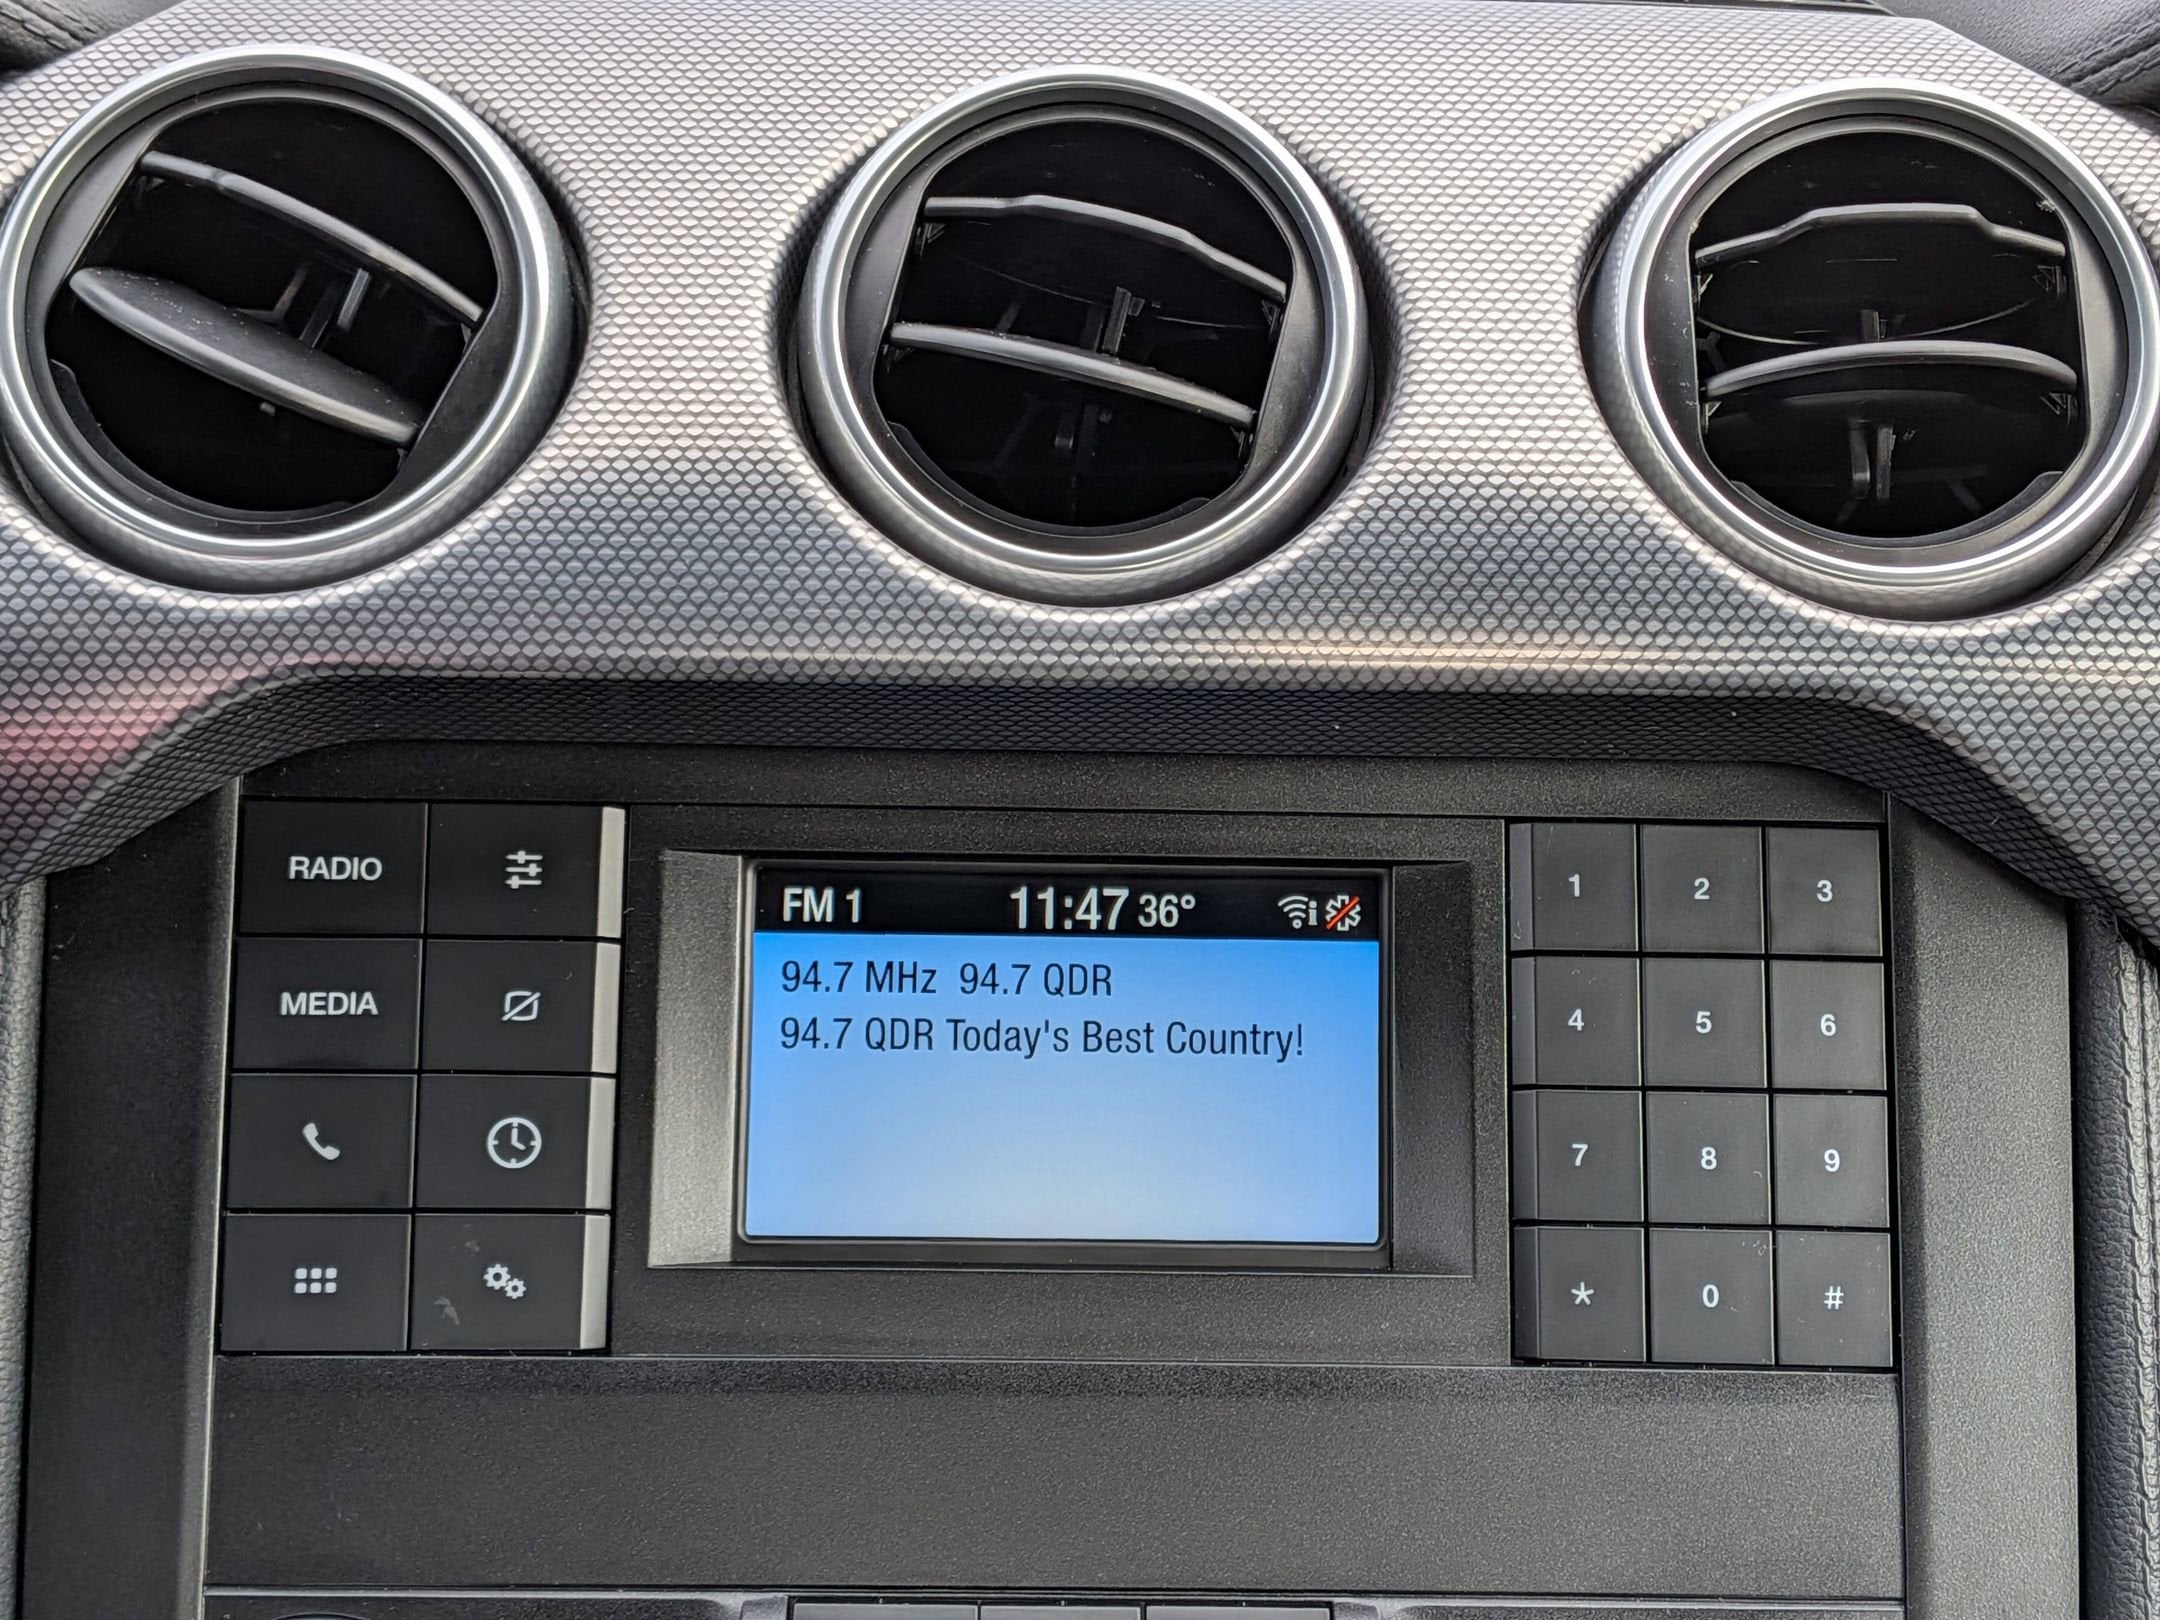 RADIO
MEDIA
FM 1 11:47 36° i
94.7 MHz 94.7 QDR
94.7 QDR Today's Best Country!
1 2 3
4 5 6
7 8 9
* 0 #